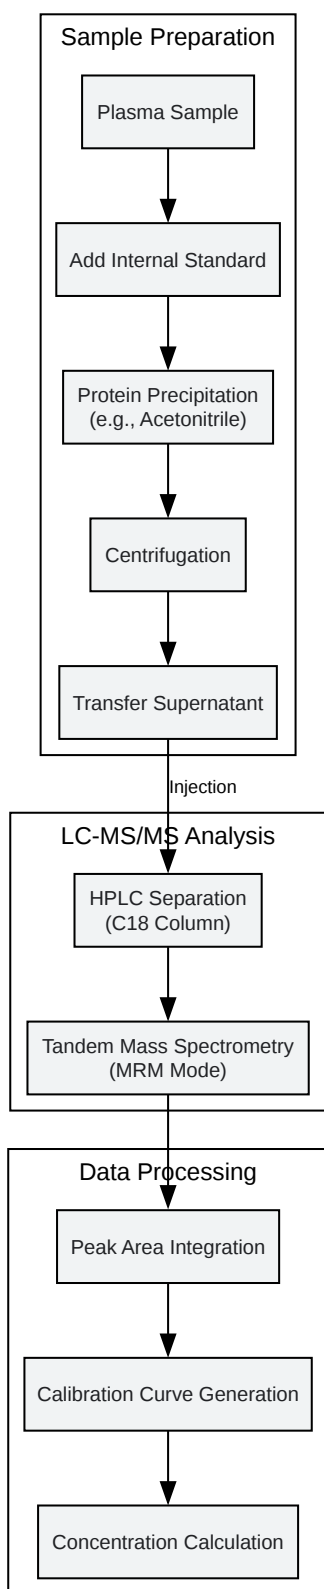 Sample Preparation
Plasma Sample
Add Internal Standard
Protein Precipitation
(e.g., Acetonitrile)
Centrifugation
Transfer Supernatant
Injection
LC-MS/MS Analysis
HPLC Separation
(C18 Column)
Tandem Mass Spectrometry
(MRM Mode)
Data Processing
Peak Area Integration
Calibration Curve Generation
Concentration Calculation